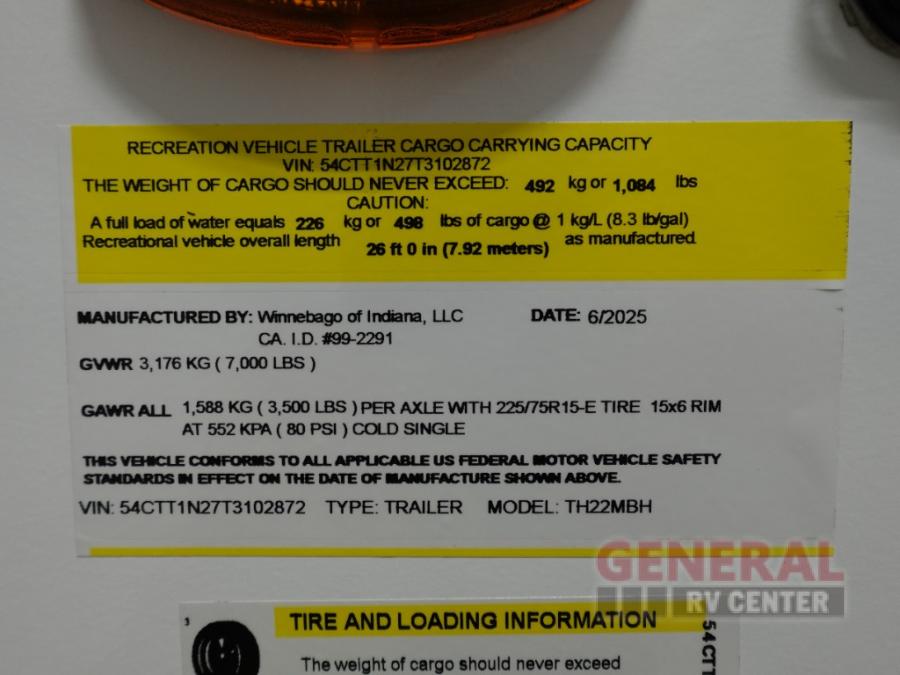 RECREATION VEHICLE TRAILER CARGO CARRYING CAPACITY
VIN: 54CTT1N27T3102872
THE WEIGHT OF CARGO SHOULD NEVER EXCEED: 492 kg or 1,084 lbs
CAUTION:
A full load of water equals 226 kg or 498 lbs of cargo @ 1 kg/L (8.3 lb/gal)
Recreational vehicle overall length 26 ft 0 in (7.92 meters) as manufactured.
MANUFACTURED BY: Winnebago of Indiana, LLC DATE: 6/2025
CA. I.D. #99-2291
GVWR 3,176 KG ( 7,000 LBS )
GAWR ALL 1,588 KG ( 3,500 LBS ) PER AXLE WITH 225/75R15-E TIRE 15x6 RIM
AT 552 KPA ( 80 PSI ) COLD SINGLE
THIS VEHICLE CONFORMS TO ALL APPLICABLE US FEDERAL MOTOR VEHICLE SAFETY
STANDARDS IN EFFECT ON THE DATE OF MANUFACTURE SHOWN ABOVE.
VIN: 54CTT1N27T3102872 TYPE: TRAILER MODEL: TH22MBH
GENERAL
RV CENTER
3
TIRE AND LOADING INFORMATION
The weight of cargo should never exceed
54CTT